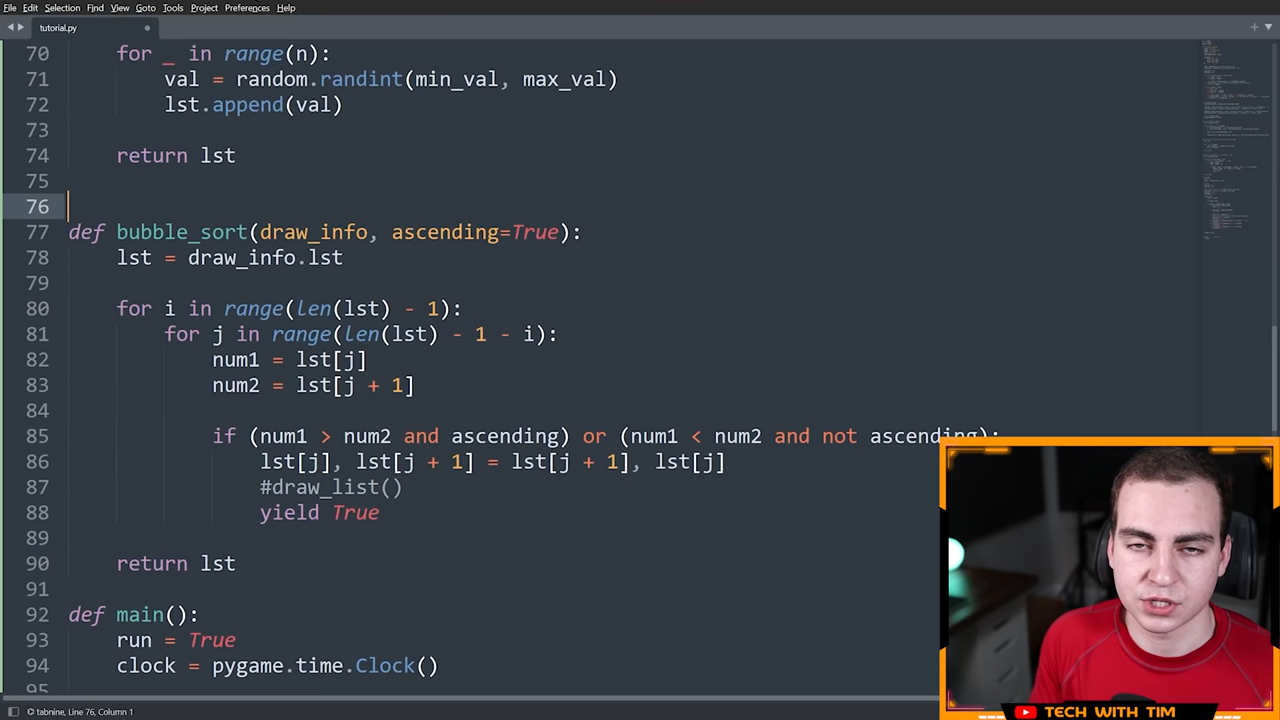 File Edit Selection Find View Goto Tools Project Preferences Help
tutorial.py
70 for _ in range(n):
71 val = random.randint(min_val, max_val)
72 lst.append(val)
73
74 return lst
75
76
77 def bubble_sort(draw_info, ascending=True):
78 lst = draw_info.lst
79
80 for i in range(len(lst) - 1):
81 for j in range(len(lst) - 1 - i):
82 num1 = lst[j]
83 num2 = lst[j + 1]
84
85 if (num1 > num2 and ascending) or (num1 < num2 and not ascending):
86 lst[j], lst[j + 1] = lst[j + 1], lst[j]
87 #draw_list()
88 yield True
89
90 return lst
91
92 def main():
93 run = True
94 clock = pygame.time.Clock()
95
tabnine, Line 76, Column 1
TECH WITH TIM